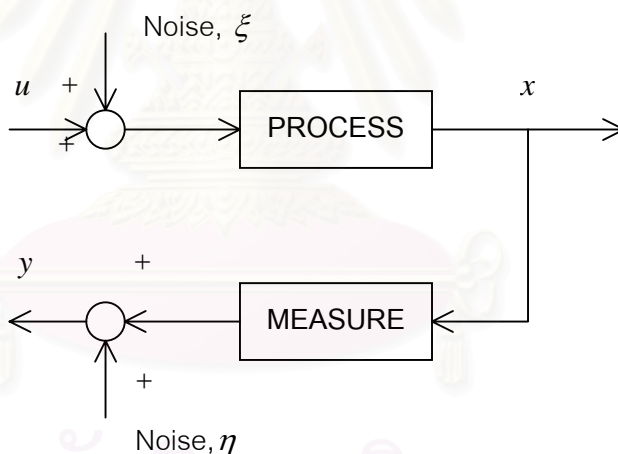 Noise, ξ
u + x
+
PROCESS
y +
MEASURE
+
Noise, η